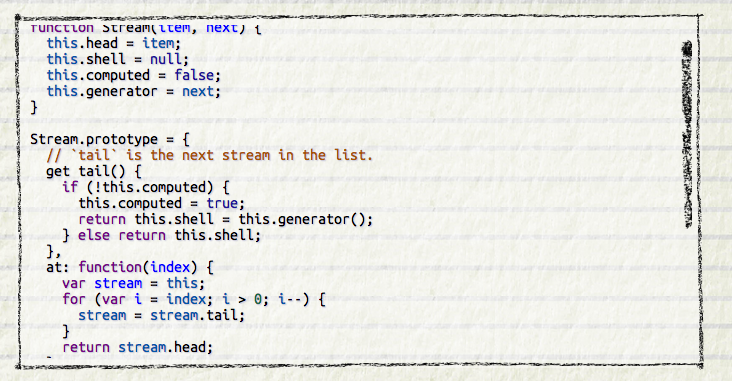 function Stream(item, next) {
  this.head = item;
  this.shell = null;
  this.computed = false;
  this.generator = next;
}

Stream.prototype = {
  // `tail` is the next stream in the list.
  get tail() {
    if (!this.computed) {
      this.computed = true;
      return this.shell = this.generator();
    } else return this.shell;
  },
  at: function(index) {
    var stream = this;
    for (var i = index; i > 0; i--) {
      stream = stream.tail;
    }
    return stream.head;